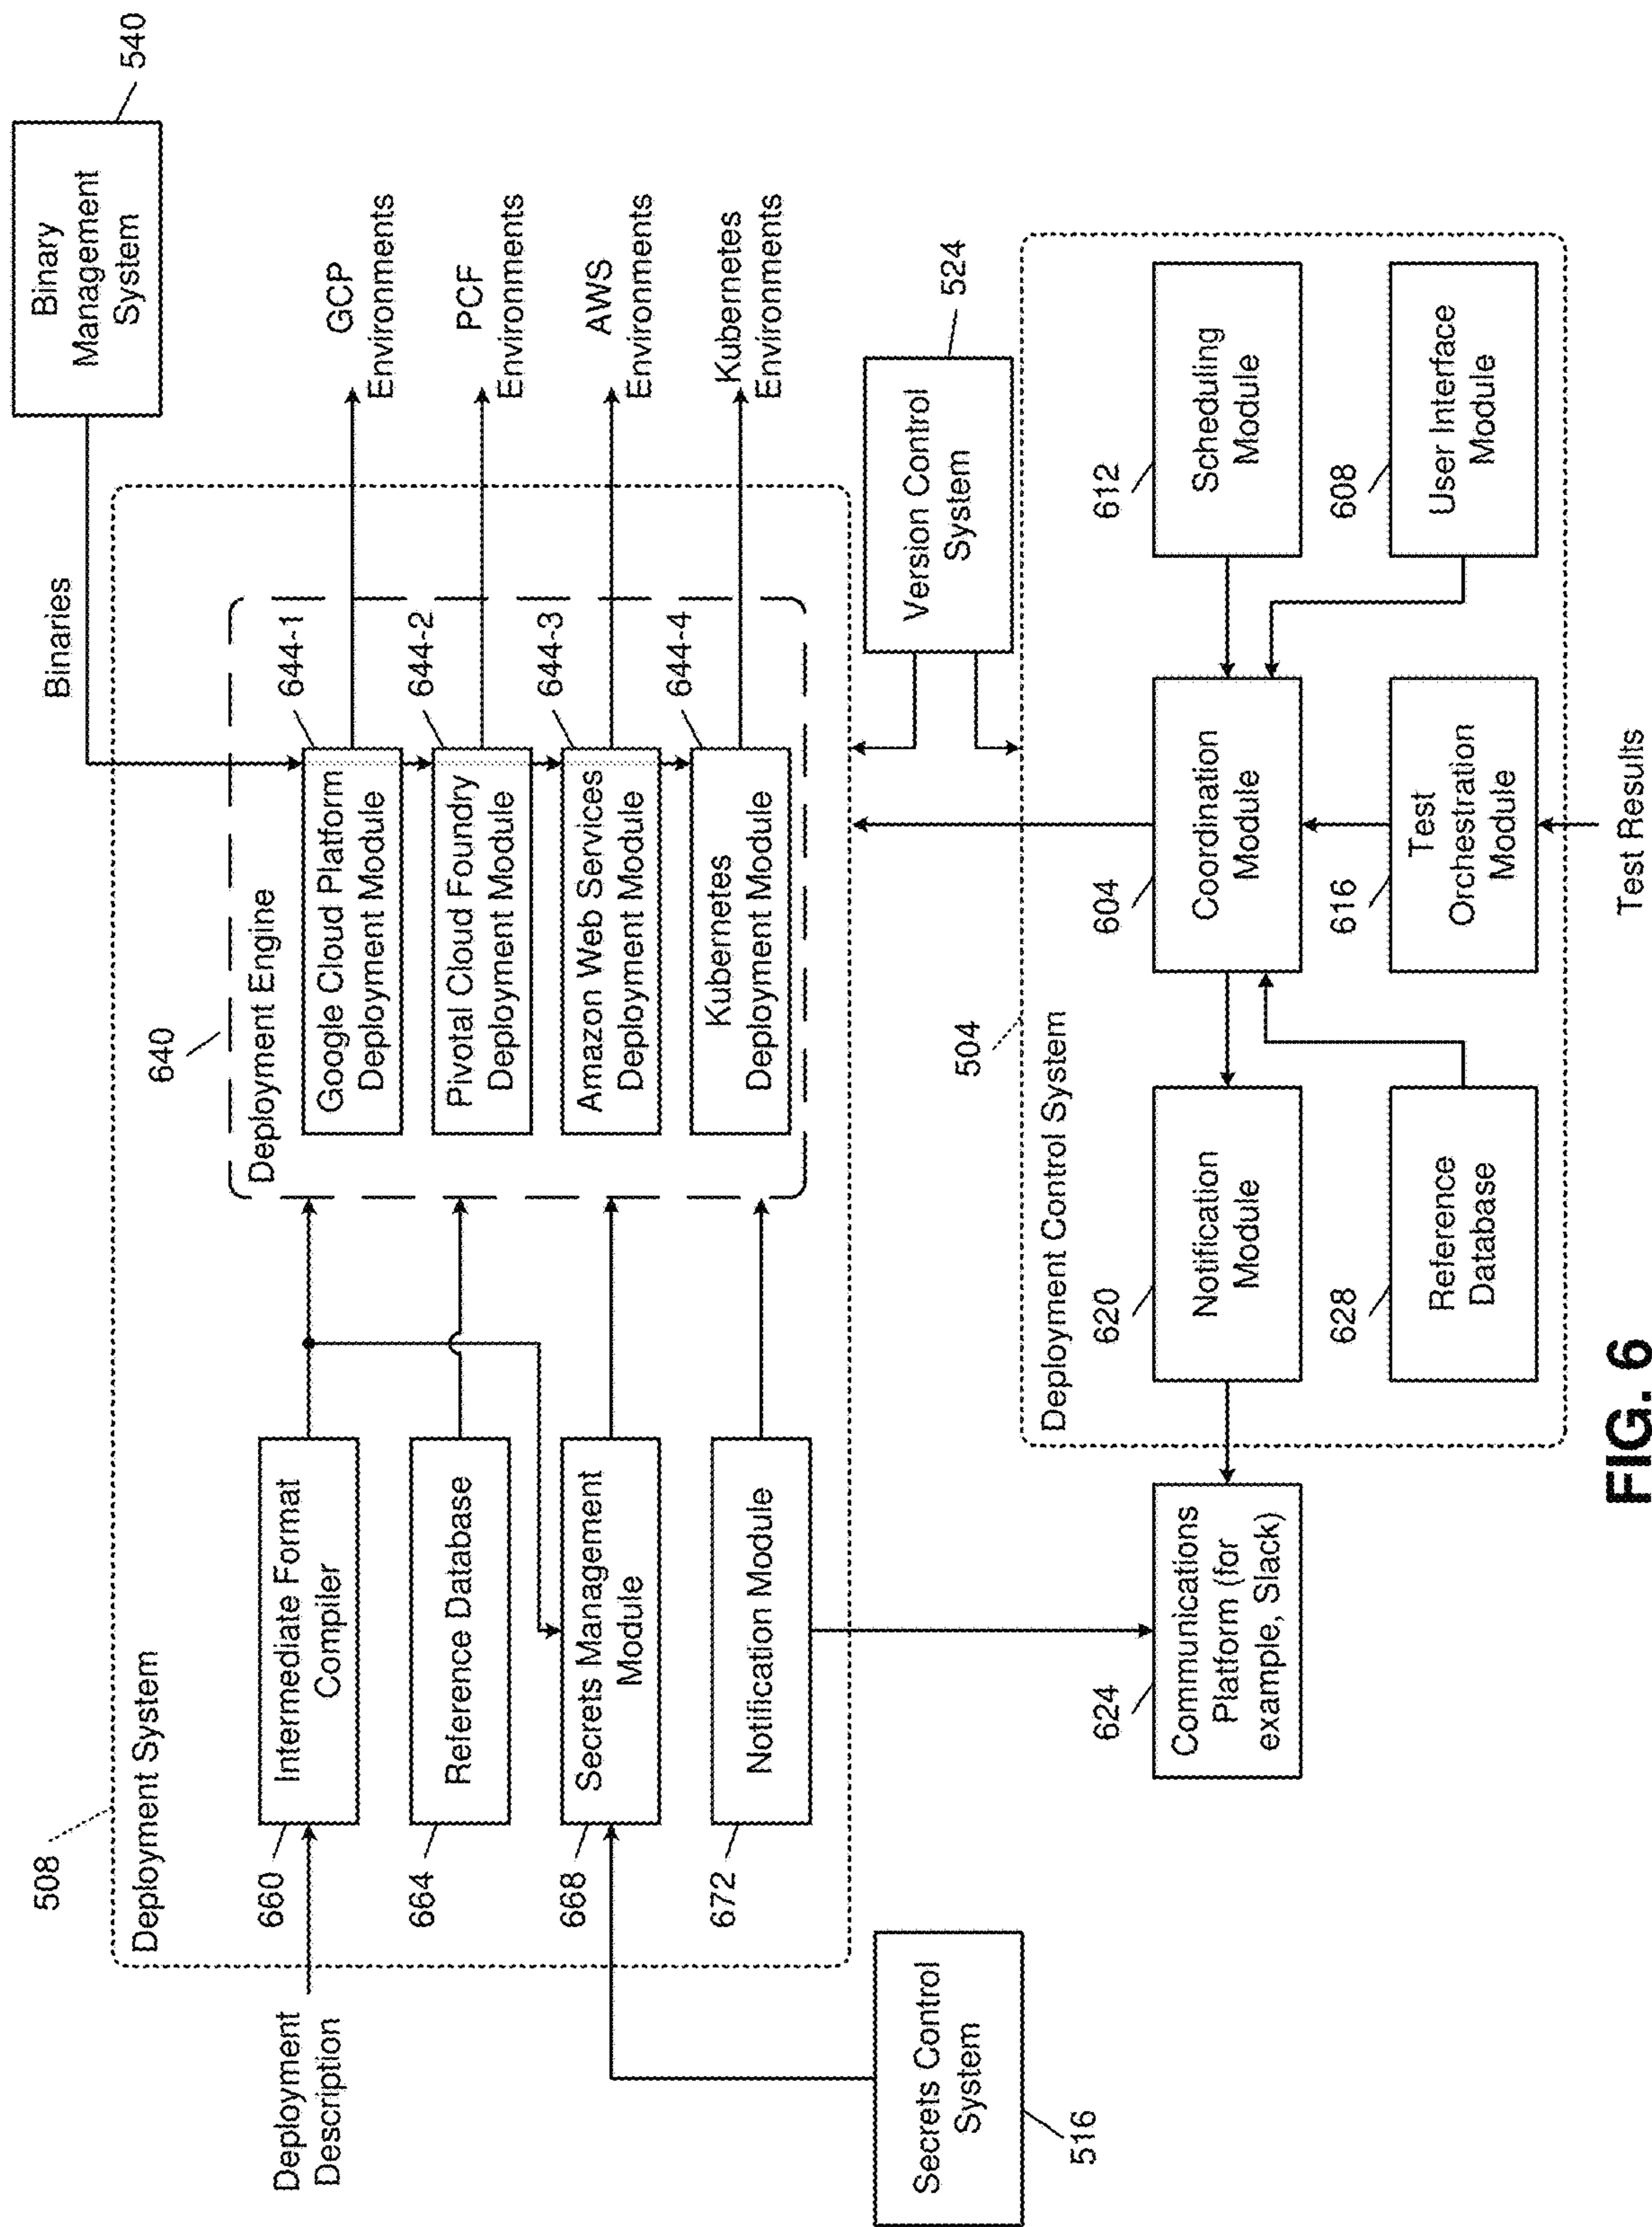 508
Deployment System
Deployment
Description
660
Intermediate Format
Compiler
664
Reference Database
668
Secrets Management
Module
672
Notification Module
Secrets Control
System
516
640
Deployment Engine
Google Cloud Platform
Deployment Module
644-1
Pivotal Cloud Foundry
Deployment Module
644-2
Amazon Web Services
Deployment Module
644-3
Kubernetes
Deployment Module
644-4
Binaries
Binary
Management
System
540
GCP
Environments
PCF
Environments
AWS
Environments
Kubernetes
Environments
Version Control
System
524
504
Deployment Control System
624
Communications
Platform (for
example, Slack)
620
Notification
Module
604
Coordination
Module
612
Scheduling
Module
628
Reference
Database
616
Test
Orchestration
Module
608
User Interface
Module
Test Results
FIG. 6